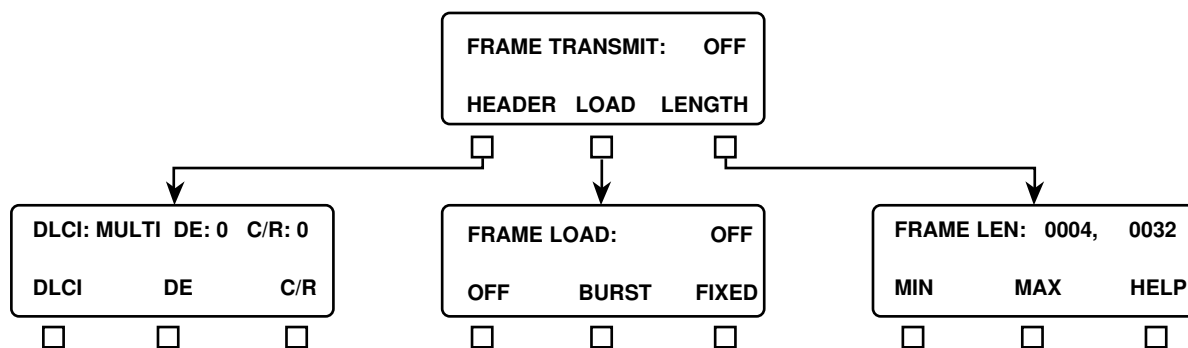 FRAME TRANSMIT: OFF
HEADER LOAD LENGTH
DLCI: MULTI DE: 0 C/R: 0
DLCI DE C/R
FRAME LOAD: OFF
OFF BURST FIXED
FRAME LEN: 0004, 0032
MIN MAX HELP